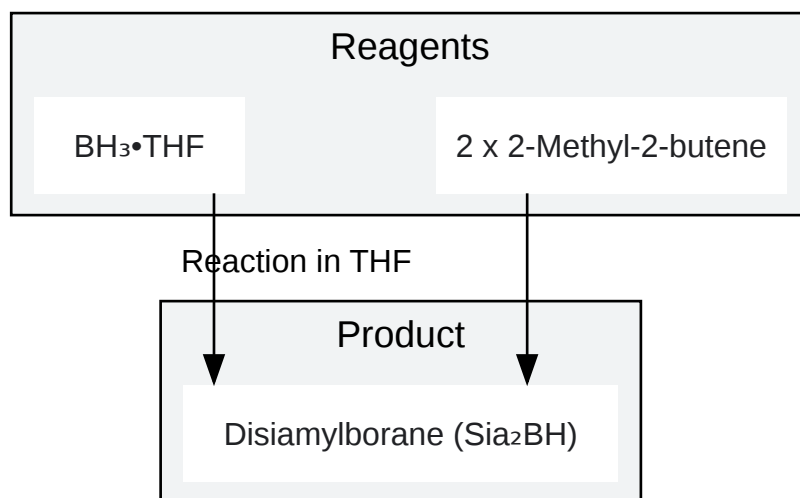 Reagents
BH₃•THF
2 x 2-Methyl-2-butene
Reaction in THF
Product
Disiamylborane (Sia₂BH)